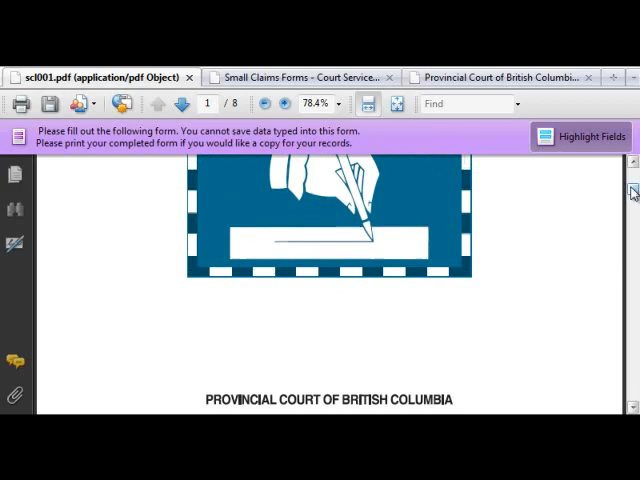 scl001.pdf (application/pdf Object)
Small Claims Forms - Court Service...
Provincial Court of British Columbi...
1 / 8
78.4%
Find
Please fill out the following form. You cannot save data typed into this form.
Please print your completed form if you would like a copy for your records.
Highlight Fields
PROVINCIAL COURT OF BRITISH COLUMBIA